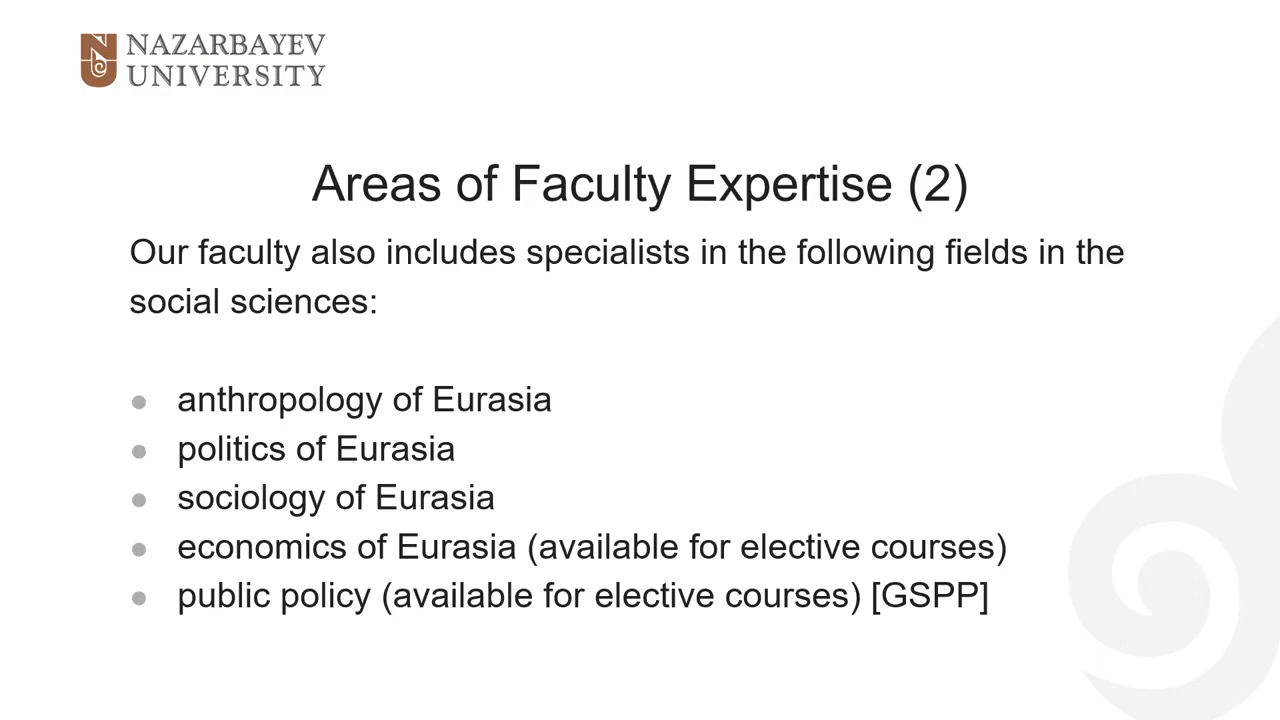 NAZARBAYEV
UNIVERSITY
Areas of Faculty Expertise (2)
Our faculty also includes specialists in the following fields in the
social sciences:
● anthropology of Eurasia
● politics of Eurasia
● sociology of Eurasia
● economics of Eurasia (available for elective courses)
● public policy (available for elective courses) [GSPP]